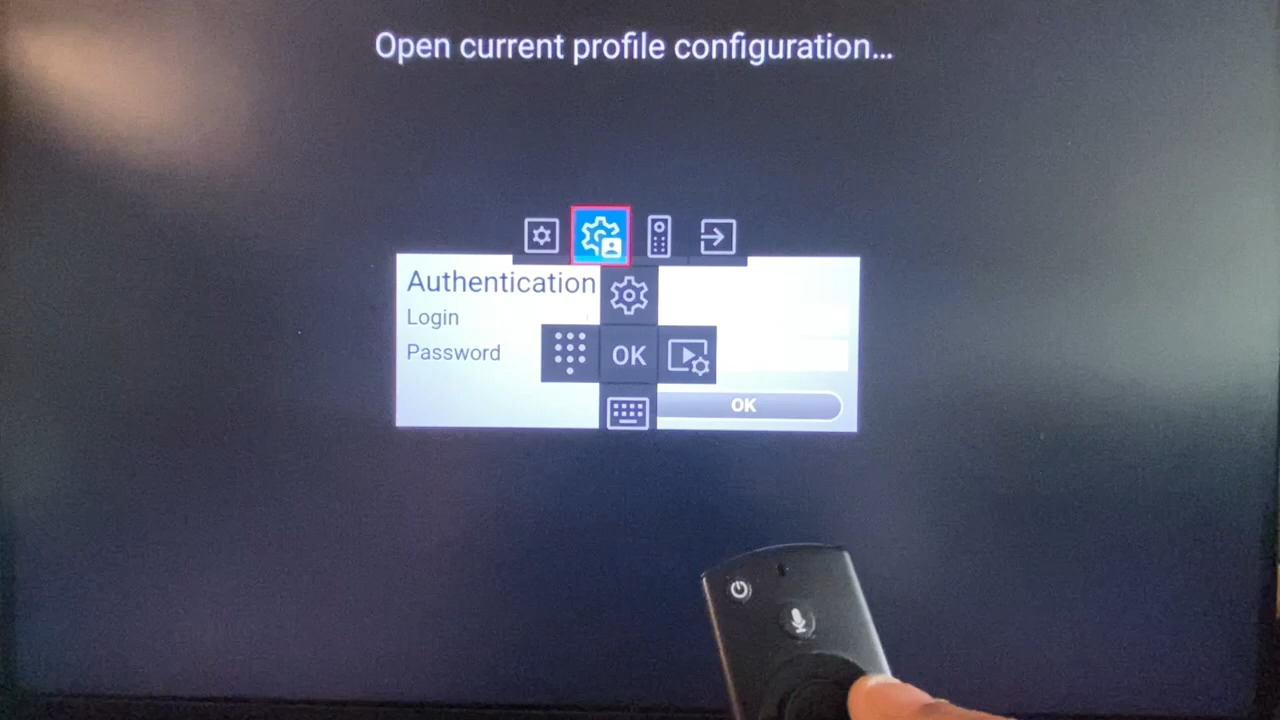 Open current profile configuration...
Authentication
Login
Password
OK
OK